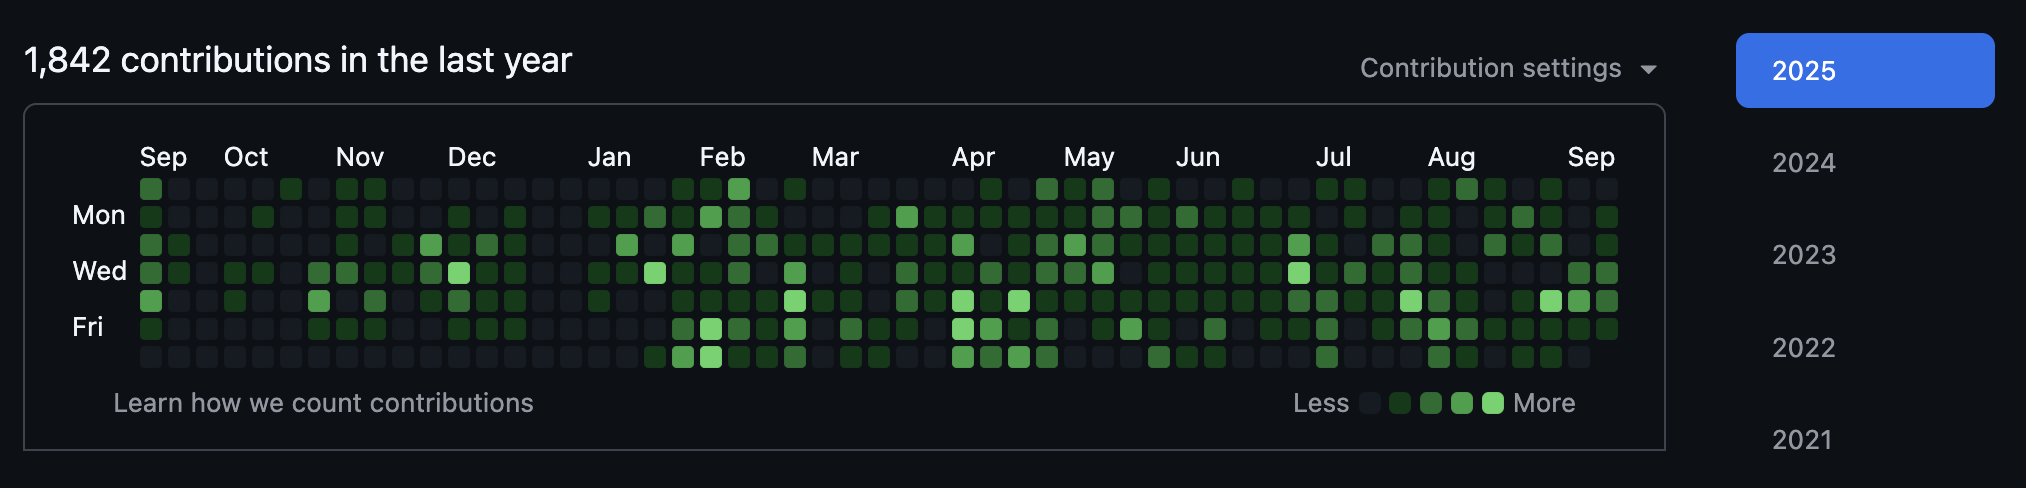 1,842 contributions in the last year
Contribution settings
Sep Oct Nov Dec Jan Feb Mar Apr May Jun Jul Aug Sep
Mon
Wed
Fri
Learn how we count contributions
Less More
2025
2024
2023
2022
2021